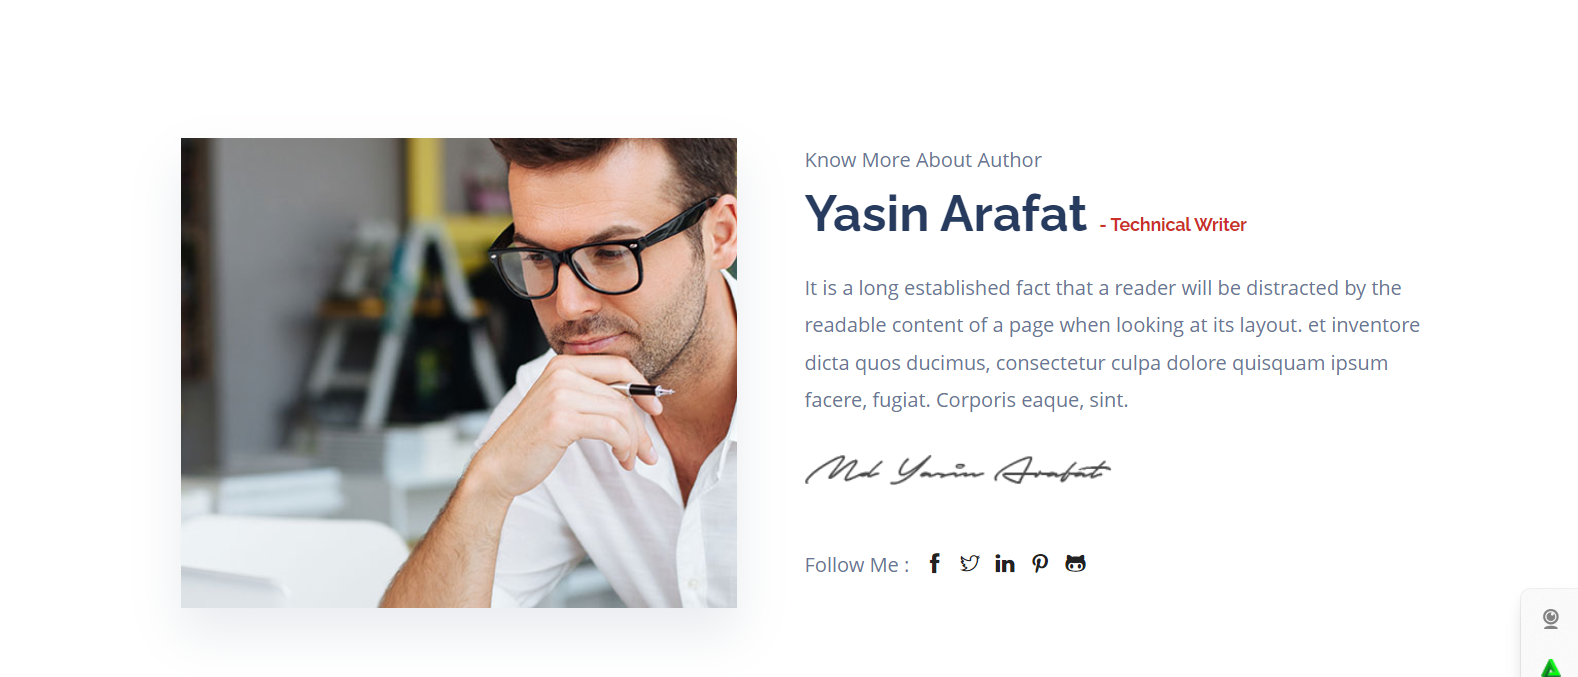 Know More About Author
Yasin Arafat - Technical Writer
It is a long established fact that a reader will be distracted by the
readable content of a page when looking at its layout. et inventore
dicta quos ducimus, consectetur culpa dolore quisquam ipsum
facere, fugiat. Corporis eaque, sint.
Md Yasin Arafat
Follow Me :